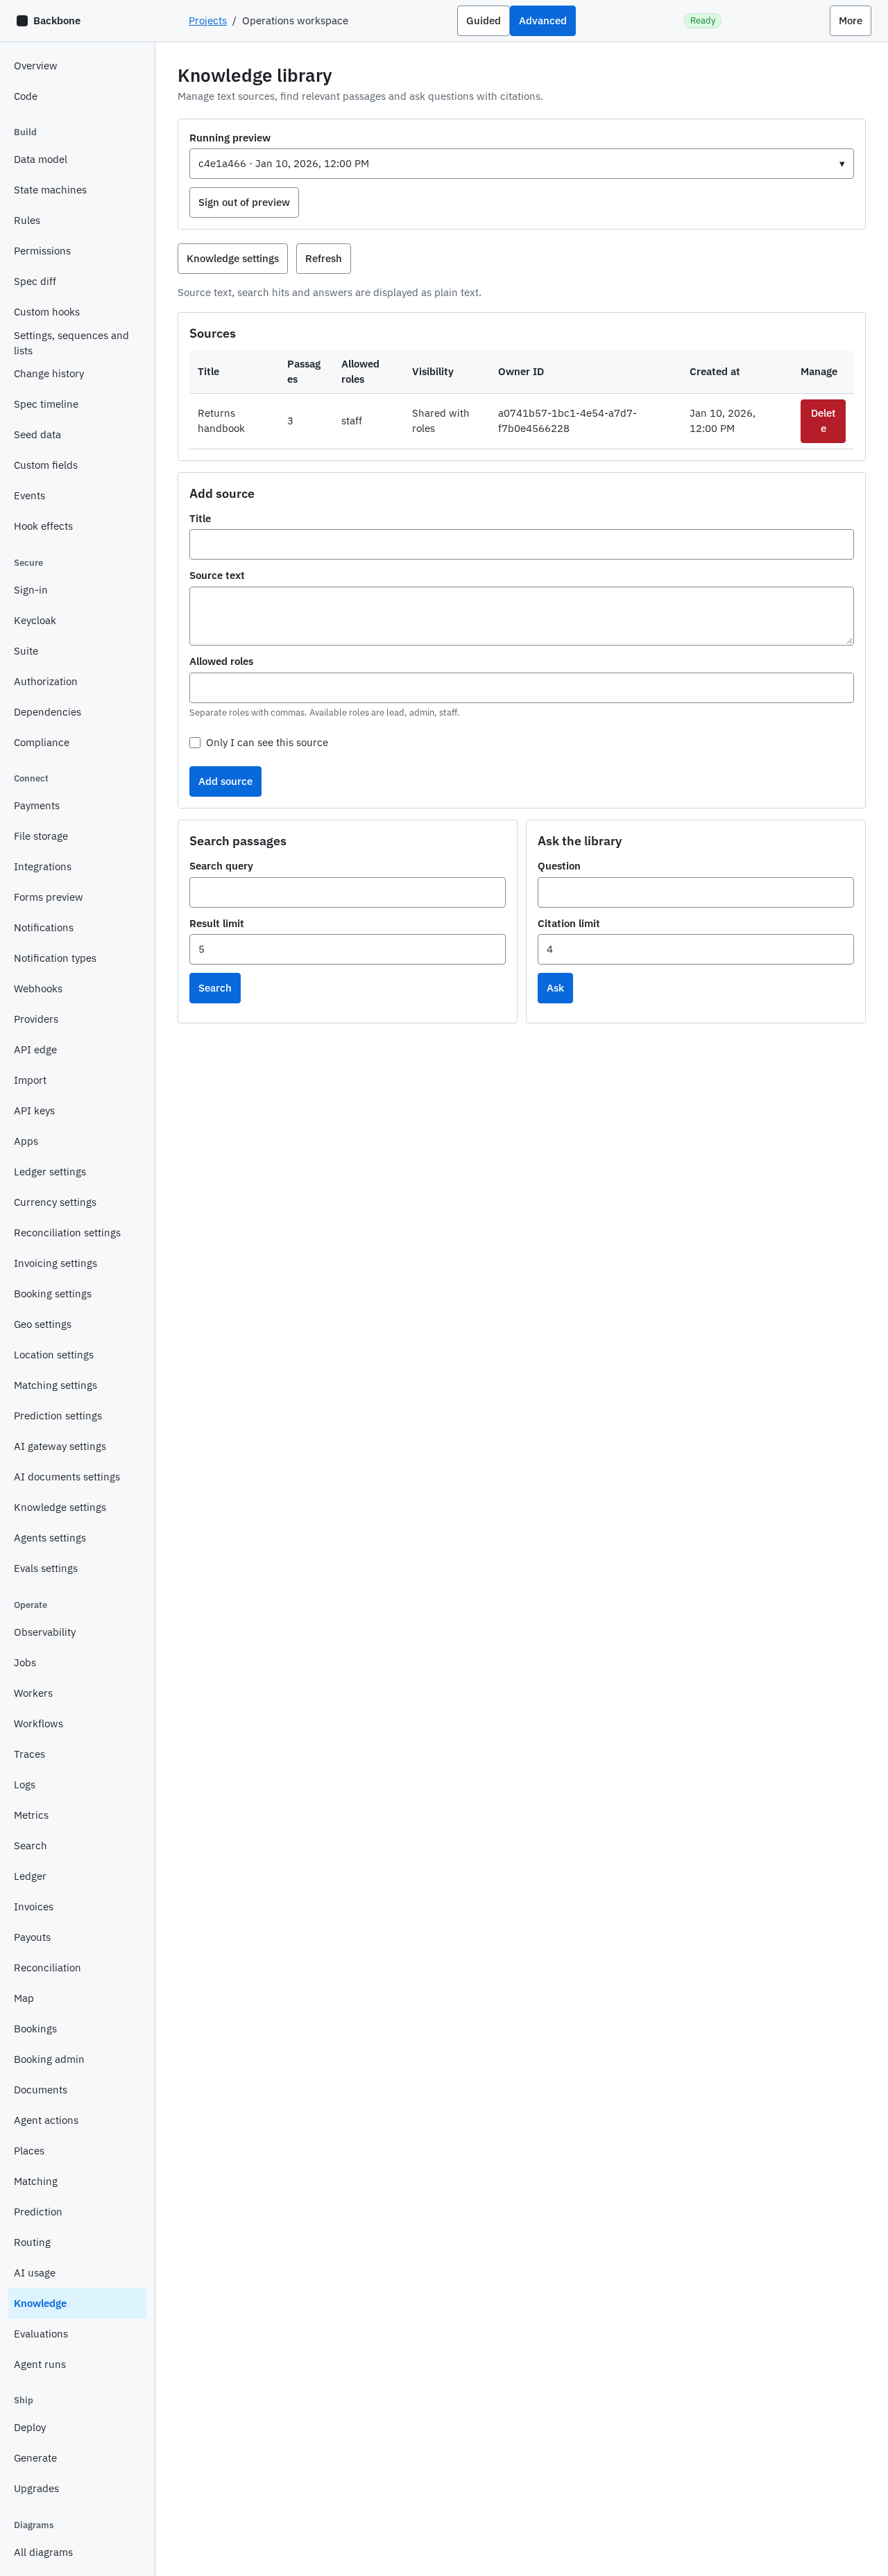 Backbone
Projects / Operations workspace
Guided
Advanced
Ready
More
Overview
Code
Build
Data model
State machines
Rules
Permissions
Spec diff
Custom hooks
Settings, sequences and
lists
Change history
Spec timeline
Seed data
Custom fields
Events
Hook effects
Secure
Sign-in
Keycloak
Suite
Authorization
Dependencies
Compliance
Connect
Payments
File storage
Integrations
Forms preview
Notifications
Notification types
Webhooks
Providers
API edge
Import
API keys
Apps
Ledger settings
Currency settings
Reconciliation settings
Invoicing settings
Booking settings
Geo settings
Location settings
Matching settings
Prediction settings
AI gateway settings
AI documents settings
Knowledge settings
Agents settings
Evals settings
Operate
Observability
Jobs
Workers
Workflows
Traces
Logs
Metrics
Search
Ledger
Invoices
Payouts
Reconciliation
Map
Bookings
Booking admin
Documents
Agent actions
Places
Matching
Prediction
Routing
AI usage
Knowledge
Evaluations
Agent runs
Ship
Deploy
Generate
Upgrades
Diagrams
All diagrams
Knowledge library
Manage text sources, find relevant passages and ask questions with citations.
Running preview
c4e1a466 · Jan 10, 2026, 12:00 PM
Sign out of preview
Knowledge settings
Refresh
Source text, search hits and answers are displayed as plain text.
Sources
Title
Passag
es
Allowed
roles
Visibility
Owner ID
Created at
Manage
Returns
handbook
3
staff
Shared with
roles
a0741b57-1bc1-4e54-a7d7-
f7b0e4566228
Jan 10, 2026,
12:00 PM
Delet
e
Add source
Title
Source text
Allowed roles
Separate roles with commas. Available roles are lead, admin, staff.
Only I can see this source
Add source
Search passages
Search query
Result limit
5
Search
Ask the library
Question
Citation limit
4
Ask